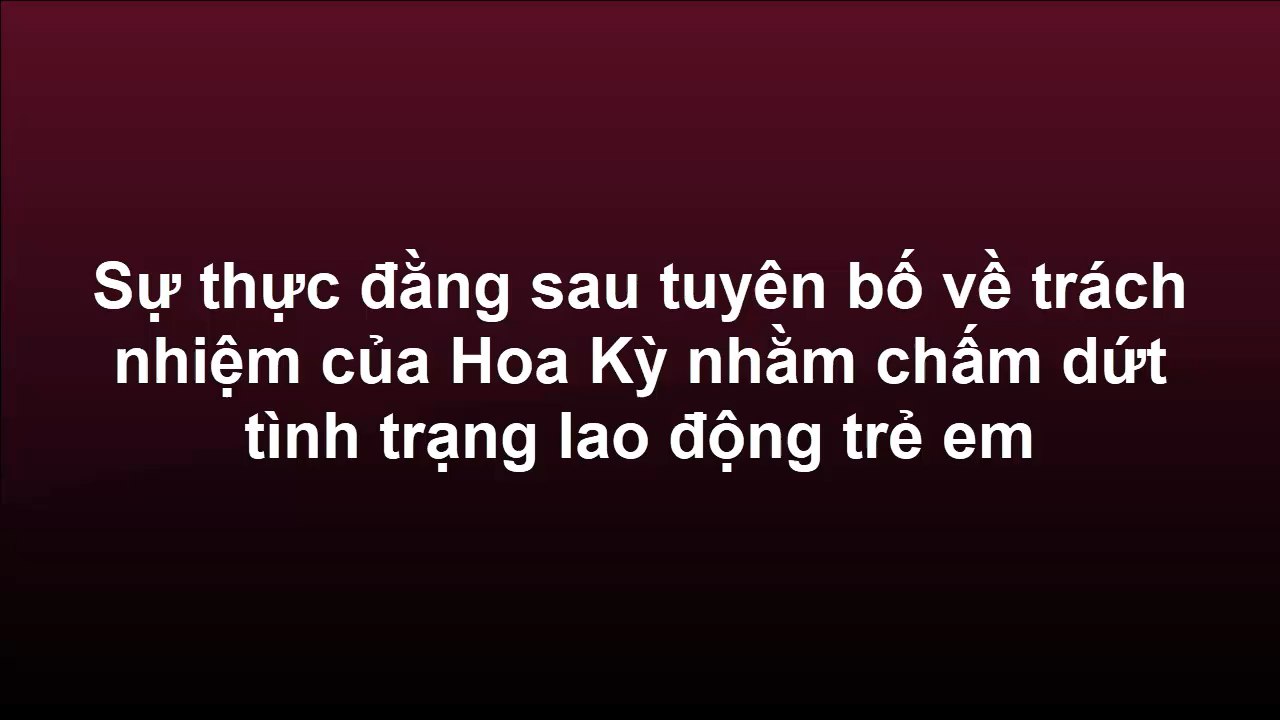 Sự thực đằng sau tuyên bố về trách
nhiệm của Hoa Kỳ nhằm chấm dứt
tình trạng lao động trẻ em